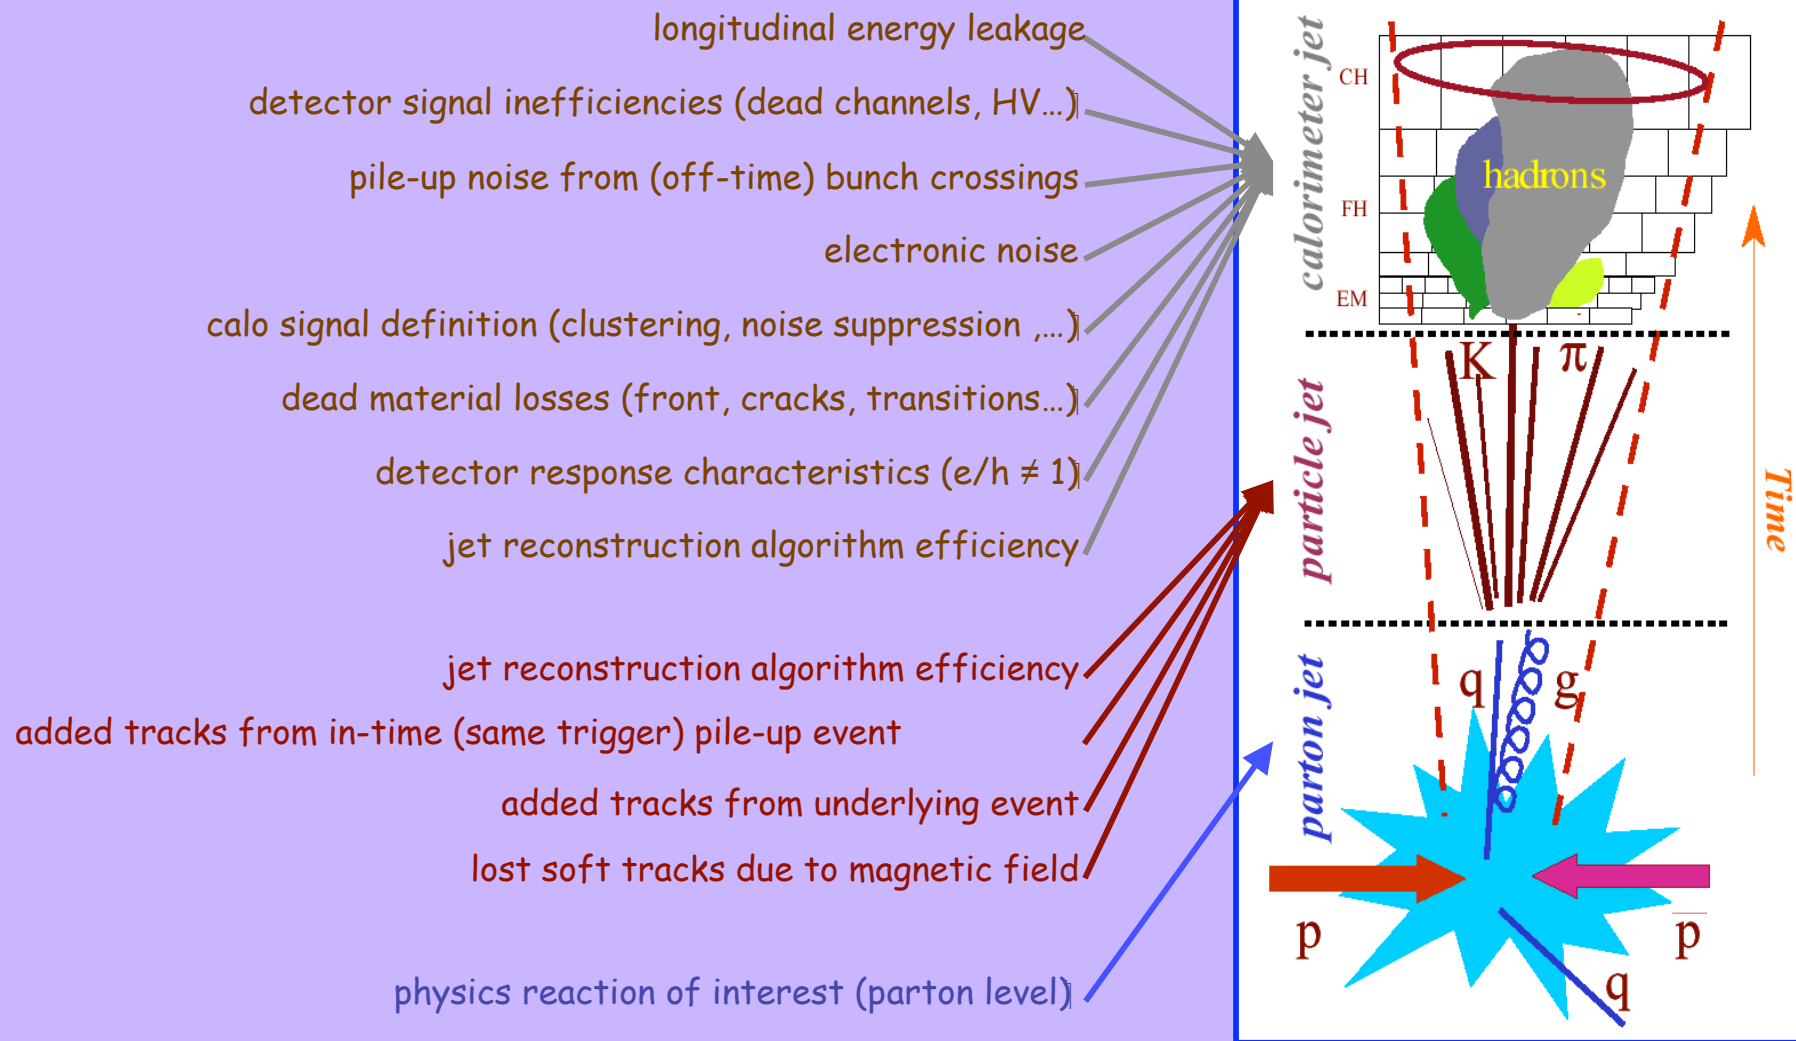 longitudinal energy leakage
detector signal inefficiencies (dead channels, HV…)
pile-up noise from (off-time) bunch crossings
electronic noise
calo signal definition (clustering, noise suppression ,…)
dead material losses (front, cracks, transitions…)
detector response characteristics (e/h ≠ 1)
jet reconstruction algorithm efficiency
jet reconstruction algorithm efficiency
added tracks from in-time (same trigger) pile-up event
added tracks from underlying event
lost soft tracks due to magnetic field
physics reaction of interest (parton level)
calorimeter jet
CH
hadrons
FH
EM
particle jet
K
π
Time
parton jet
q
g
p
p̅
q